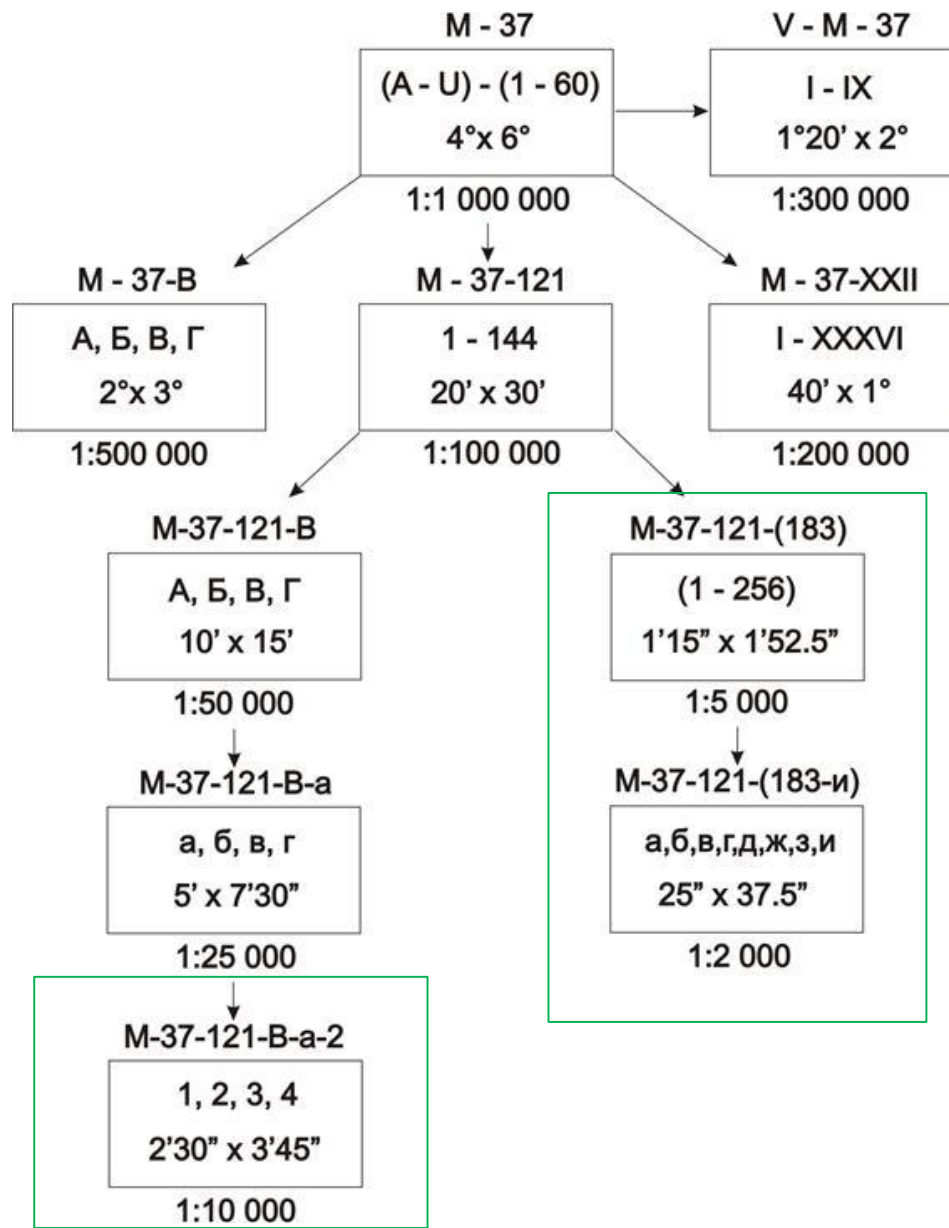 M - 37
(A - U) - (1 - 60)
4°x 6°
1:1 000 000
V - M - 37
I - IX
1°20’ x 2°
1:300 000
M - 37-В
А, Б, В, Г
2°x 3°
1:500 000
M - 37-121
1 - 144
20’ x 30’
1:100 000
M - 37-XXII
I - XXXVI
40’ x 1°
1:200 000
M-37-121-В
А, Б, В, Г
10’ x 15’
1:50 000
M-37-121-(183)
(1 - 256)
1’15” x 1’52.5”
1:5 000
M-37-121-В-а
а, б, в, г
5’ x 7’30”
1:25 000
M-37-121-(183-и)
а,б,в,г,д,ж,з,и
25” x 37.5”
1:2 000
M-37-121-В-а-2
1, 2, 3, 4
2’30” x 3’45”
1:10 000